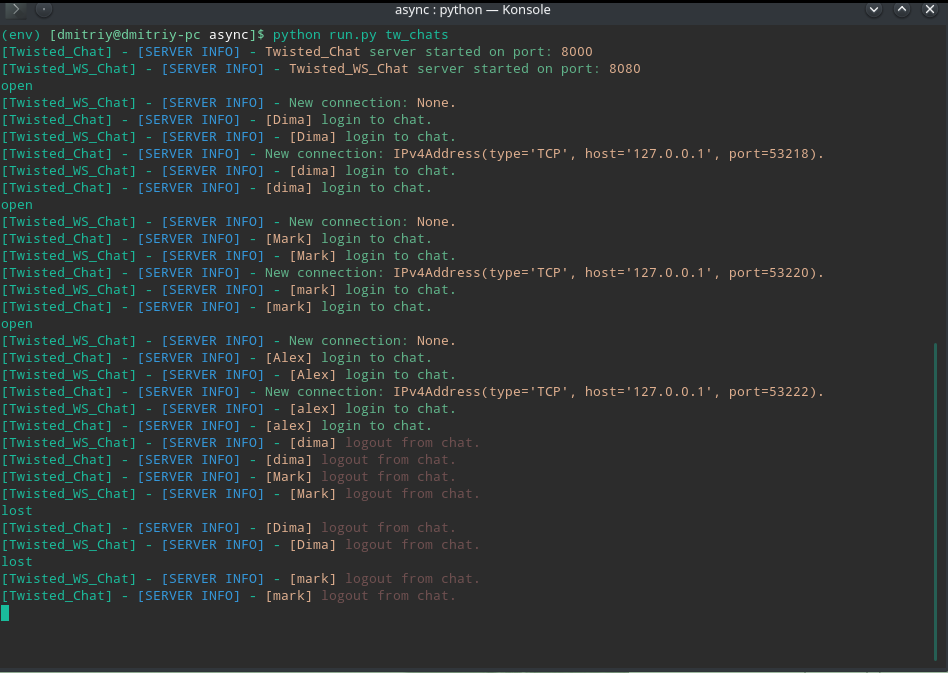 async : python — Konsole
(env) [dmitriy@dmitriy-pc async]$ python run.py tw_chats
[Twisted_Chat] - [SERVER INFO] - Twisted_Chat server started on port: 8000
[Twisted_WS_Chat] - [SERVER INFO] - Twisted_WS_Chat server started on port: 8080
open
[Twisted_WS_Chat] - [SERVER INFO] - New connection: None.
[Twisted_Chat] - [SERVER INFO] - [Dima] login to chat.
[Twisted_WS_Chat] - [SERVER INFO] - [Dima] login to chat.
[Twisted_Chat] - [SERVER INFO] - New connection: IPv4Address(type='TCP', host='127.0.0.1', port=53218).
[Twisted_WS_Chat] - [SERVER INFO] - [dima] login to chat.
[Twisted_Chat] - [SERVER INFO] - [dima] login to chat.
open
[Twisted_WS_Chat] - [SERVER INFO] - New connection: None.
[Twisted_Chat] - [SERVER INFO] - [Mark] login to chat.
[Twisted_WS_Chat] - [SERVER INFO] - [Mark] login to chat.
[Twisted_Chat] - [SERVER INFO] - New connection: IPv4Address(type='TCP', host='127.0.0.1', port=53220).
[Twisted_WS_Chat] - [SERVER INFO] - [mark] login to chat.
[Twisted_Chat] - [SERVER INFO] - [mark] login to chat.
open
[Twisted_WS_Chat] - [SERVER INFO] - New connection: None.
[Twisted_Chat] - [SERVER INFO] - [Alex] login to chat.
[Twisted_WS_Chat] - [SERVER INFO] - [Alex] login to chat.
[Twisted_Chat] - [SERVER INFO] - New connection: IPv4Address(type='TCP', host='127.0.0.1', port=53222).
[Twisted_WS_Chat] - [SERVER INFO] - [alex] login to chat.
[Twisted_Chat] - [SERVER INFO] - [alex] login to chat.
[Twisted_WS_Chat] - [SERVER INFO] - [dima] logout from chat.
[Twisted_Chat] - [SERVER INFO] - [dima] logout from chat.
[Twisted_Chat] - [SERVER INFO] - [Mark] logout from chat.
[Twisted_WS_Chat] - [SERVER INFO] - [Mark] logout from chat.
lost
[Twisted_Chat] - [SERVER INFO] - [Dima] logout from chat.
[Twisted_WS_Chat] - [SERVER INFO] - [Dima] logout from chat.
lost
[Twisted_WS_Chat] - [SERVER INFO] - [mark] logout from chat.
[Twisted_Chat] - [SERVER INFO] - [mark] logout from chat.